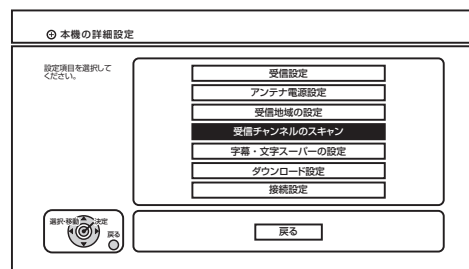 本機の詳細設定
設定項目を選択して
ください。
受信設定
アンテナ電源設定
受信地域の設定
受信チャンネルのスキャン
字幕・文字スーパーの設定
ダウンロード設定
接続設定
選択・移動 決定
戻る
戻る